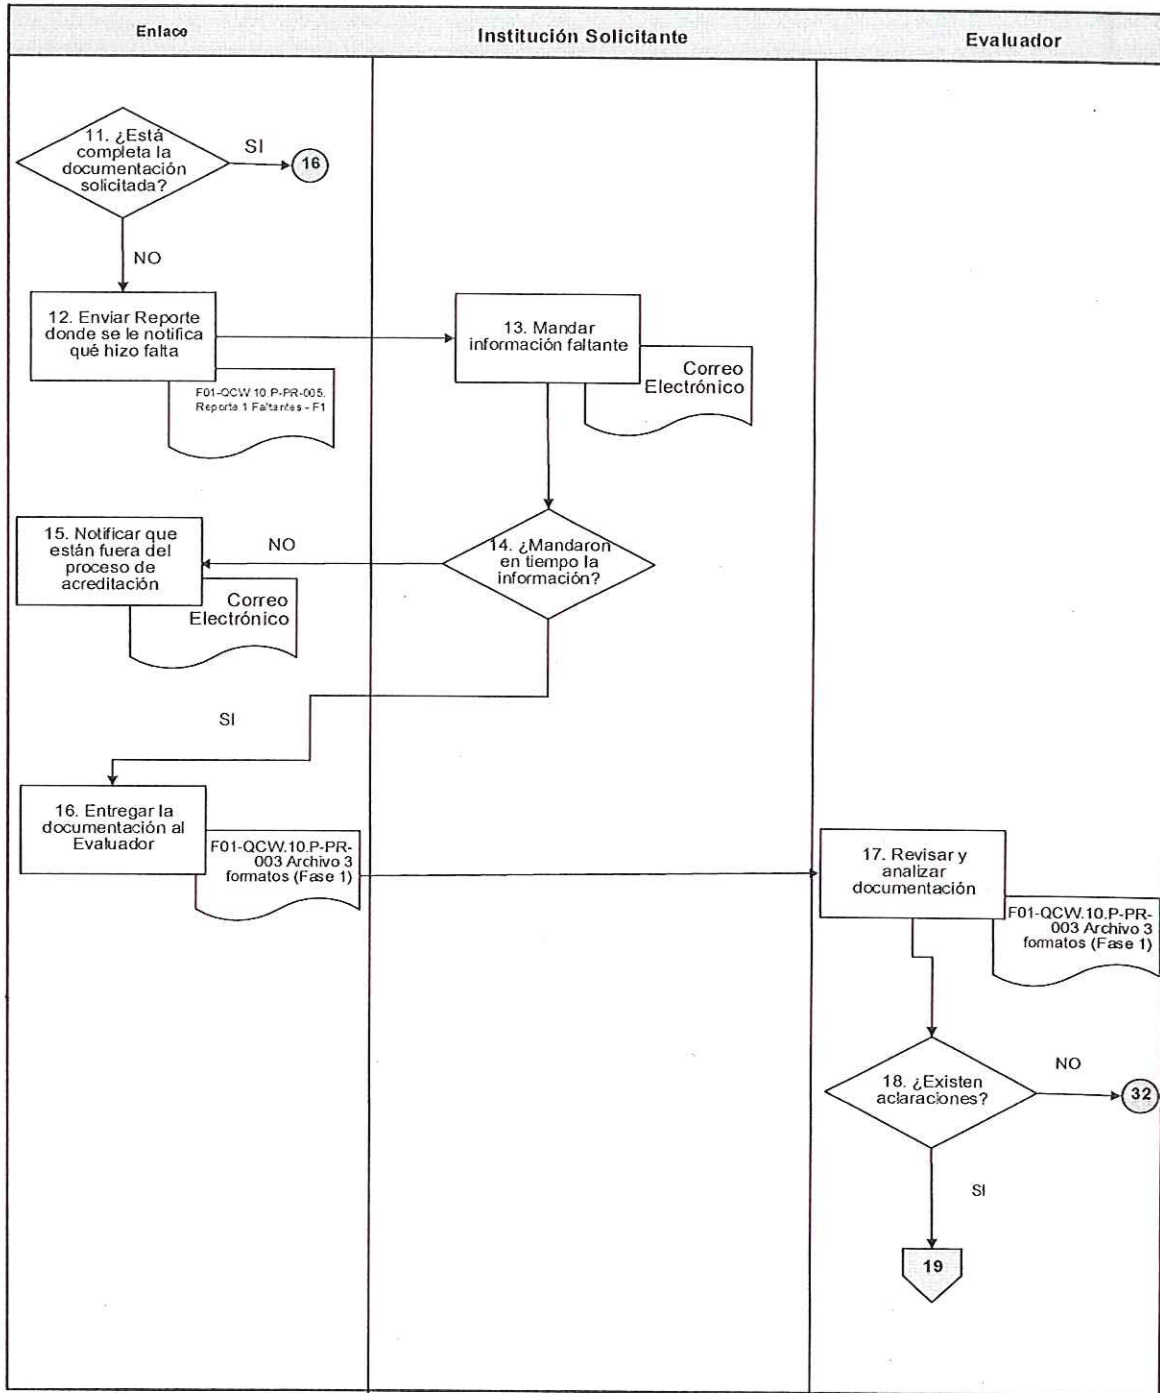 Enlace
Institución Solicitante
Evaluador
11. ¿Está
completa la
documentación
solicitada?
SI
16
NO
12. Enviar Reporte
donde se le notifica
qué hizo falta
F01-QCW.10.P-PR-005.
Reporte 1 Faltantes - F1
13. Mandar
información faltante
Correo
Electrónico
14. ¿Mandaron
en tiempo la
información?
NO
15. Notificar que
están fuera del
proceso de
acreditación
Correo
Electrónico
SI
16. Entregar la
documentación al
Evaluador
F01-QCW.10.P-PR-
003 Archivo 3
formatos (Fase 1)
17. Revisar y
analizar
documentación
F01-QCW.10.P-PR-
003 Archivo 3
formatos (Fase 1)
18. ¿Existen
aclaraciones?
NO
32
SI
19